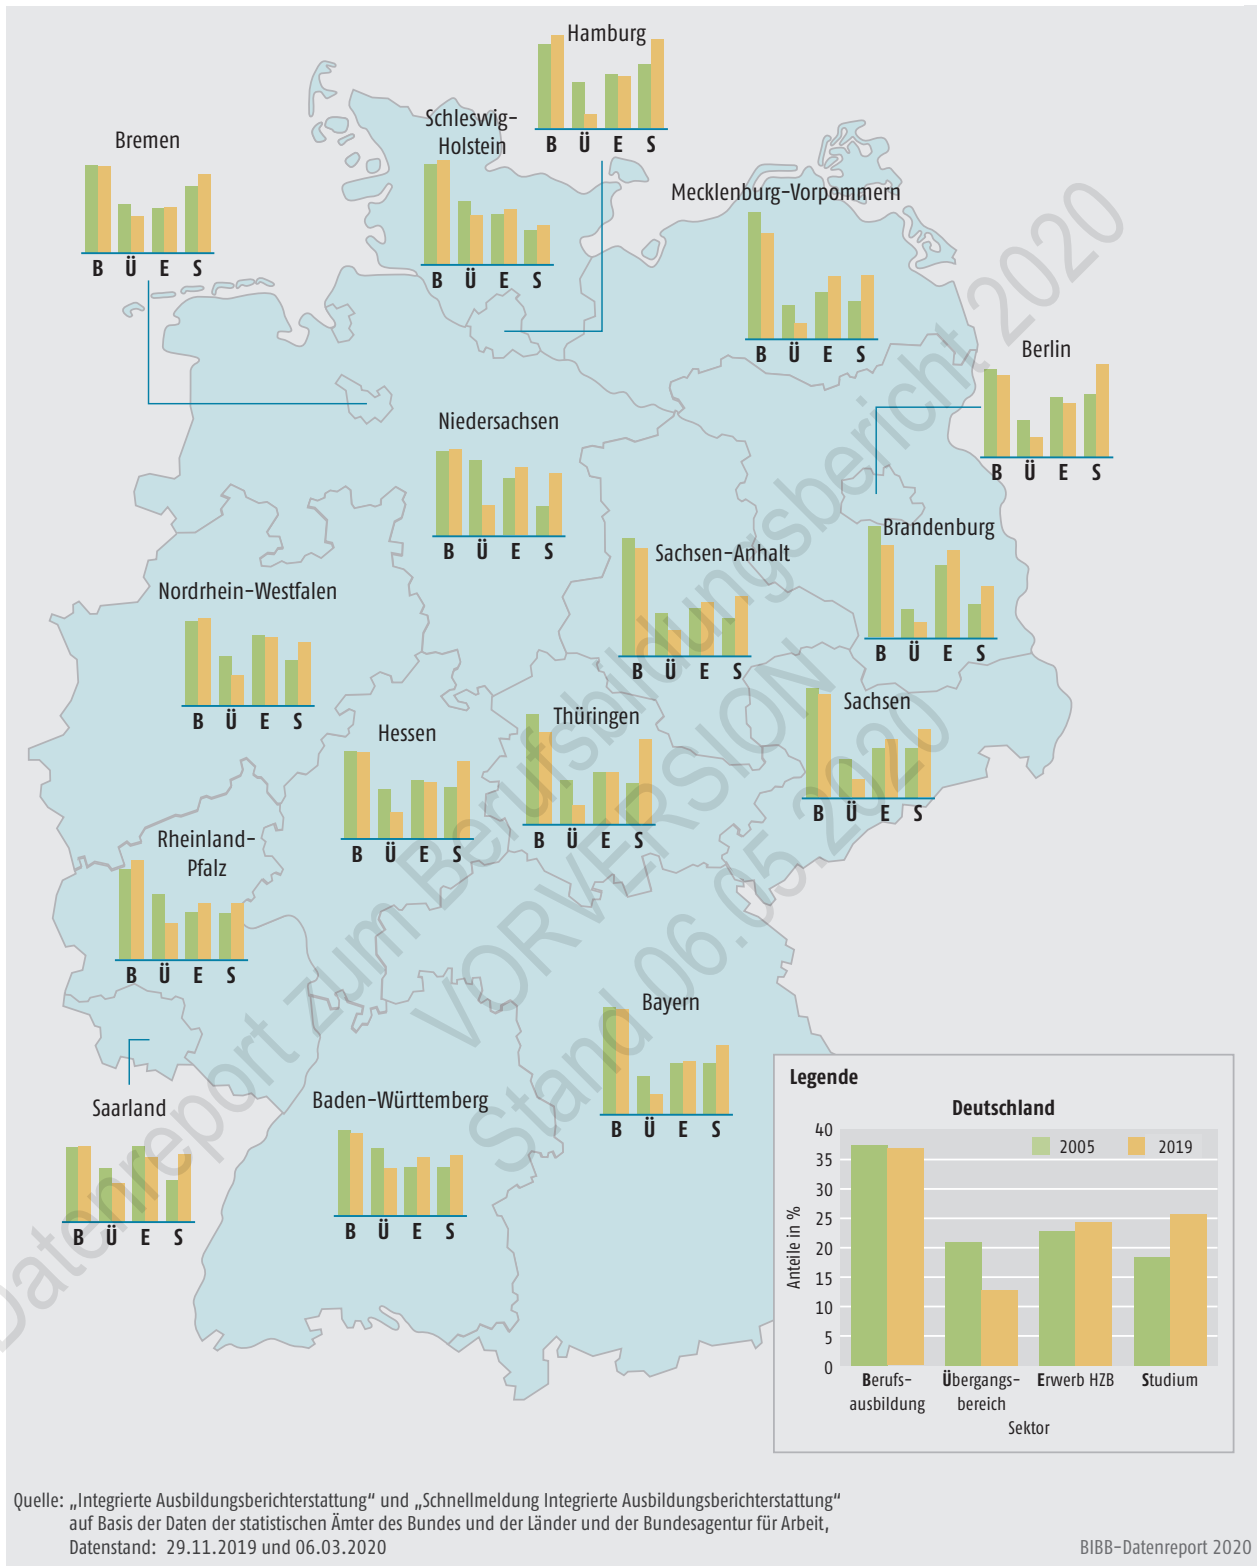 Hamburg
B Ü E S
Schleswig-
Holstein
B Ü E S
Bremen
B Ü E S
Mecklenburg-Vorpommern
B Ü E S
Berlin
B Ü E S
Niedersachsen
B Ü E S
Brandenburg
B Ü E S
Sachsen-Anhalt
B Ü E S
Nordrhein-Westfalen
B Ü E S
Sachsen
B Ü E S
Thüringen
B Ü E S
Hessen
B Ü E S
Rheinland-
Pfalz
B Ü E S
Bayern
B Ü E S
Saarland
B Ü E S
Baden-Württemberg
B Ü E S
Datenreport zum Berufsbildungsbericht 2020
VORVERSION
Stand 06.05.2020
Legende
Deutschland
2005 2019
Anteile in %
40
35
30
25
20
15
10
5
0
Berufs-
ausbildung
Übergangs-
bereich
Erwerb HZB
Studium
Sektor
Quelle: „Integrierte Ausbildungsberichterstattung“ und „Schnellmeldung Integrierte Ausbildungsberichterstattung“
auf Basis der Daten der statistischen Ämter des Bundes und der Länder und der Bundesagentur für Arbeit,
Datenstand: 29.11.2019 und 06.03.2020
BIBB-Datenreport 2020